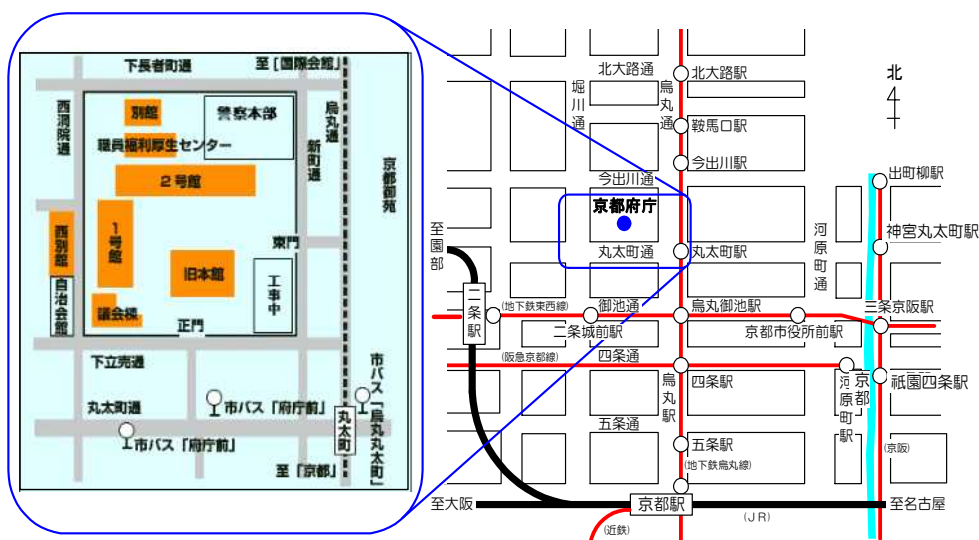 下長者町通
至［国際会館］
西洞院通
別館
警察本部
烏丸通
職員福利厚生センター
新町通
２号館
京都御苑
１号館
東門
西別館
旧本館
工事中
自治会館
議会棟
正門
下立売通
市バス「烏丸丸太町」
丸太町通
市バス「府庁前」
丸太町
市バス「府庁前」
至「京都」
北大路通
北大路駅
北
堀川通
烏丸通
鞍馬口駅
今出川駅
今出川通
出町柳駅
京都府庁
至園部
丸太町通
丸太町駅
河原町通
神宮丸太町駅
二条駅
(地下鉄東西線)
御池通
烏丸御池駅
三条京阪駅
二条城前駅
京都市役所前駅
(阪急京都線)
四条通
烏丸駅
四条駅
京都河原町駅
祇園四条駅
五条通
五条駅
(京阪)
(地下鉄烏丸線)
至大阪
京都駅
至名古屋
(近鉄)
(ＪＲ)